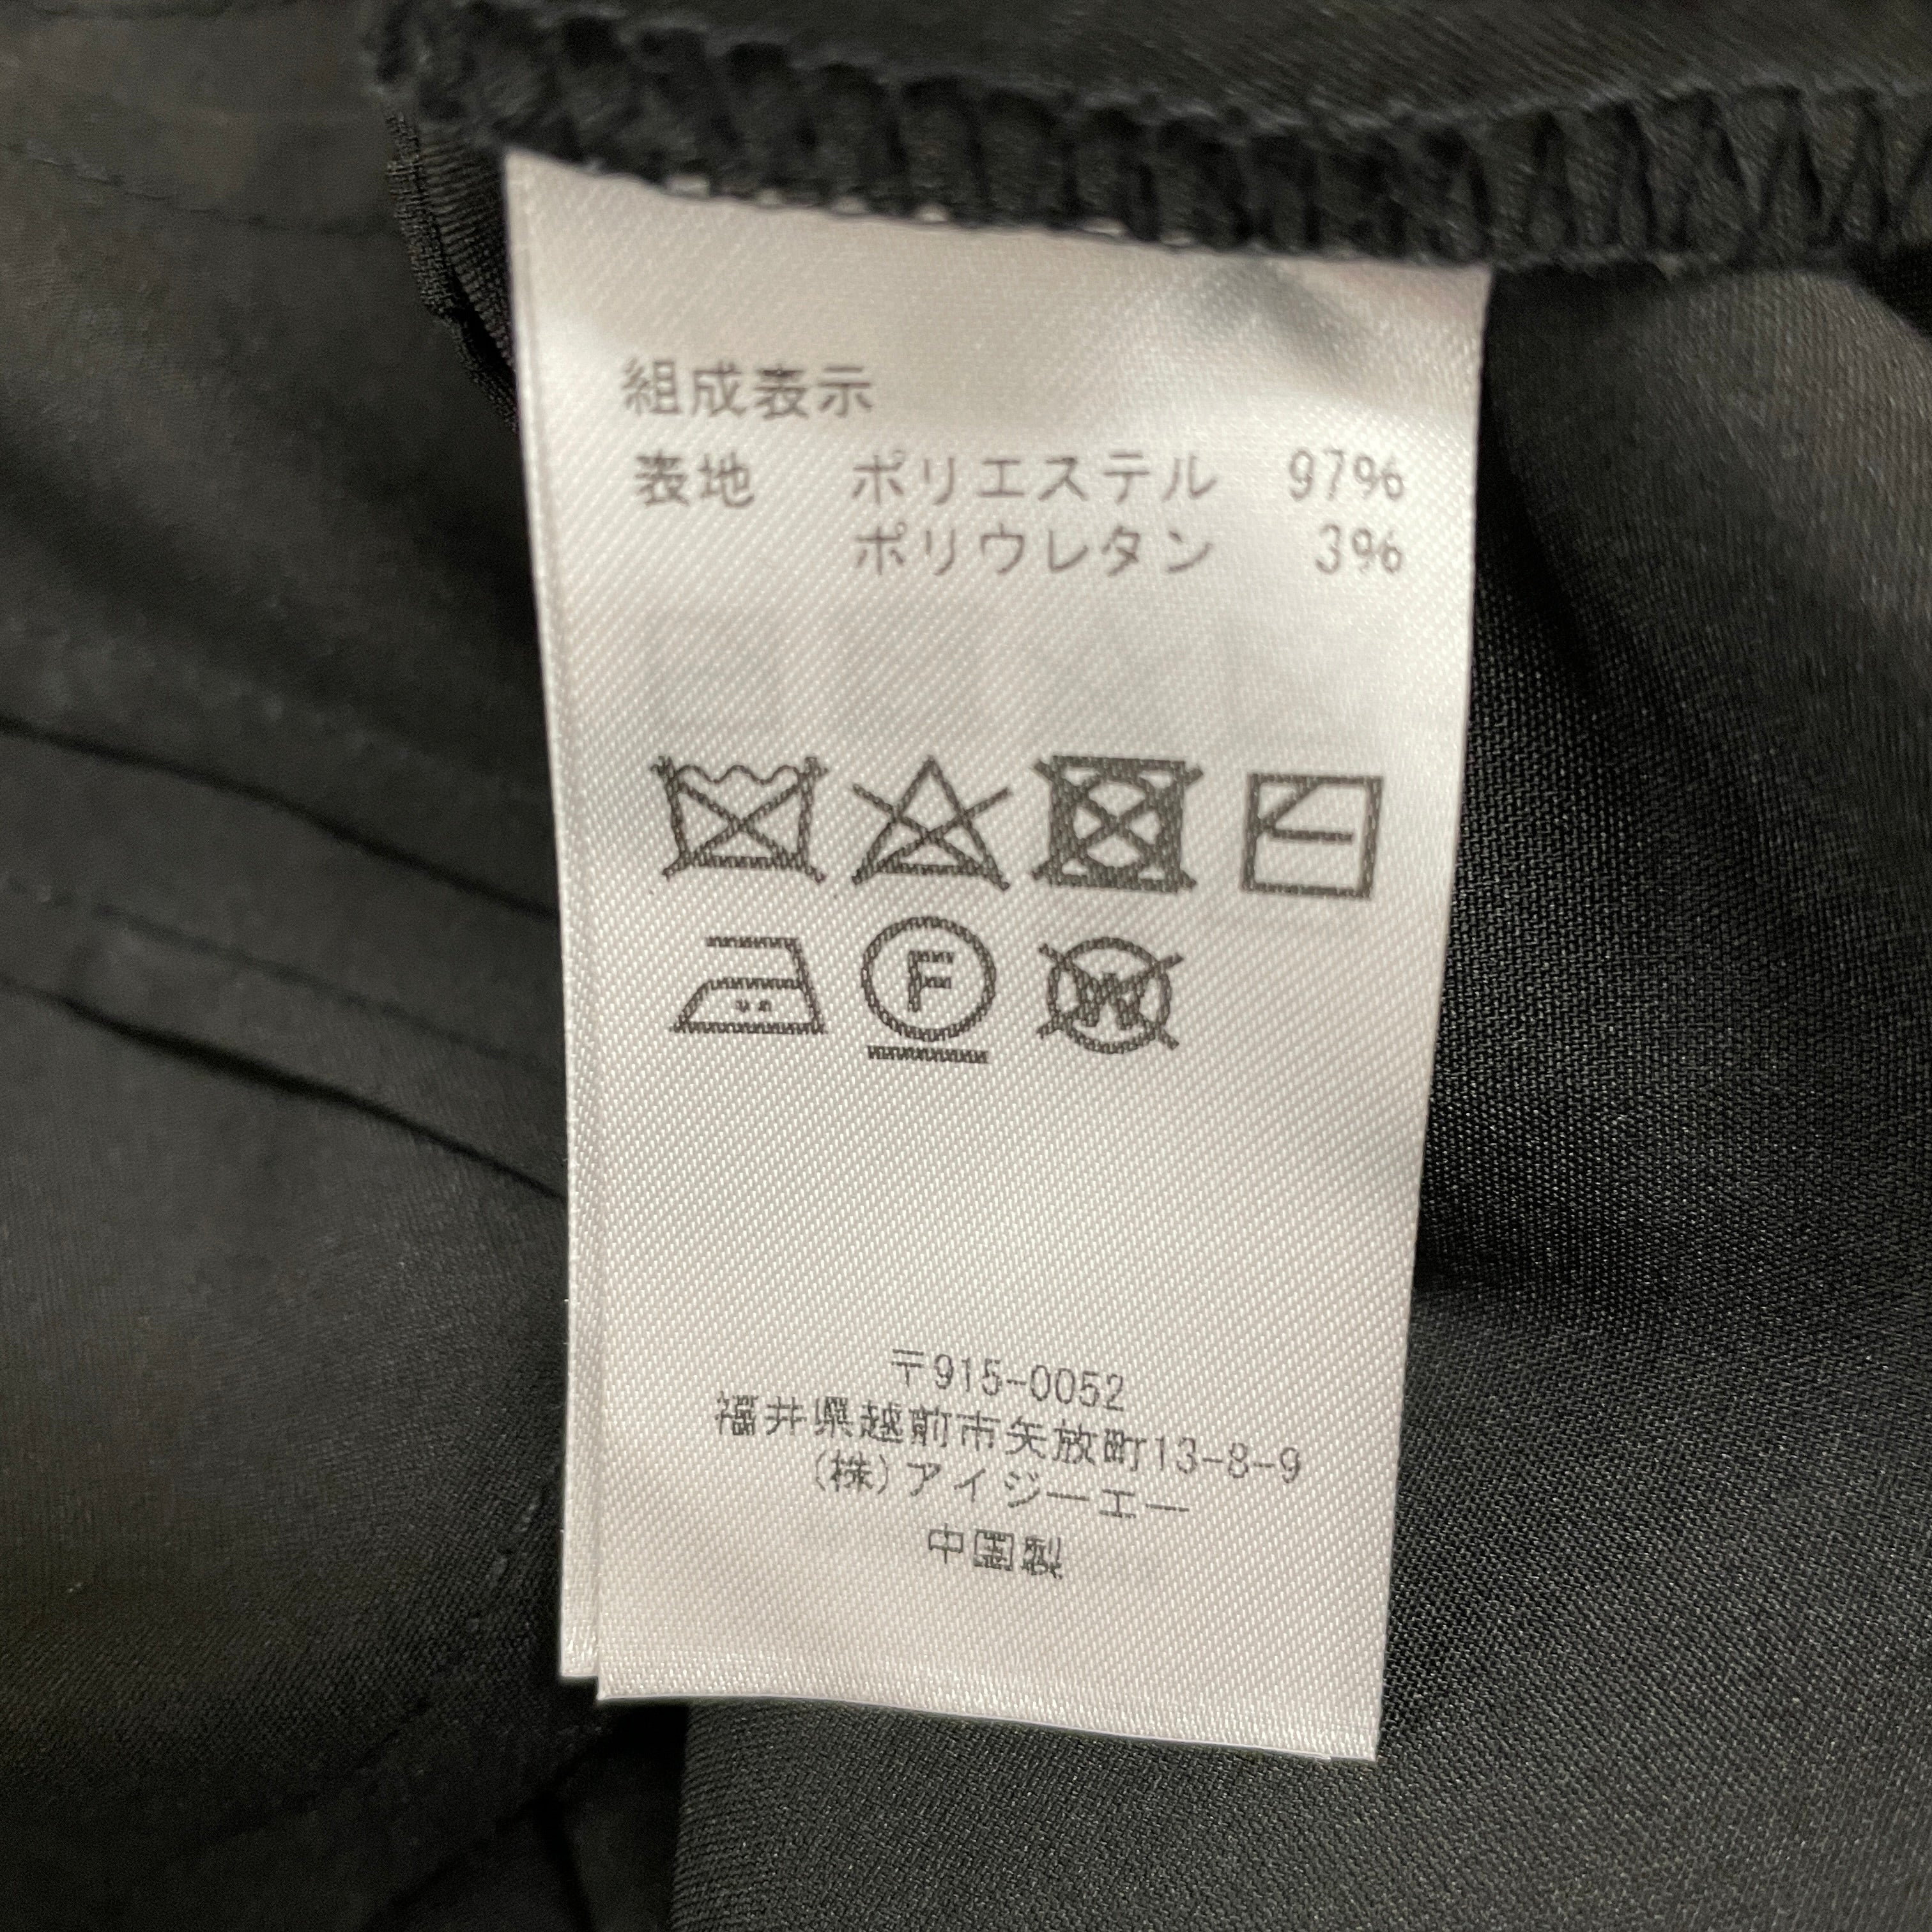 組成表示
表地 ポリエステル 97%
ポリウレタン 3%
F W
〒915-0052
福井県越前市矢放町13-8-9
(株)アイジーエー
中国製